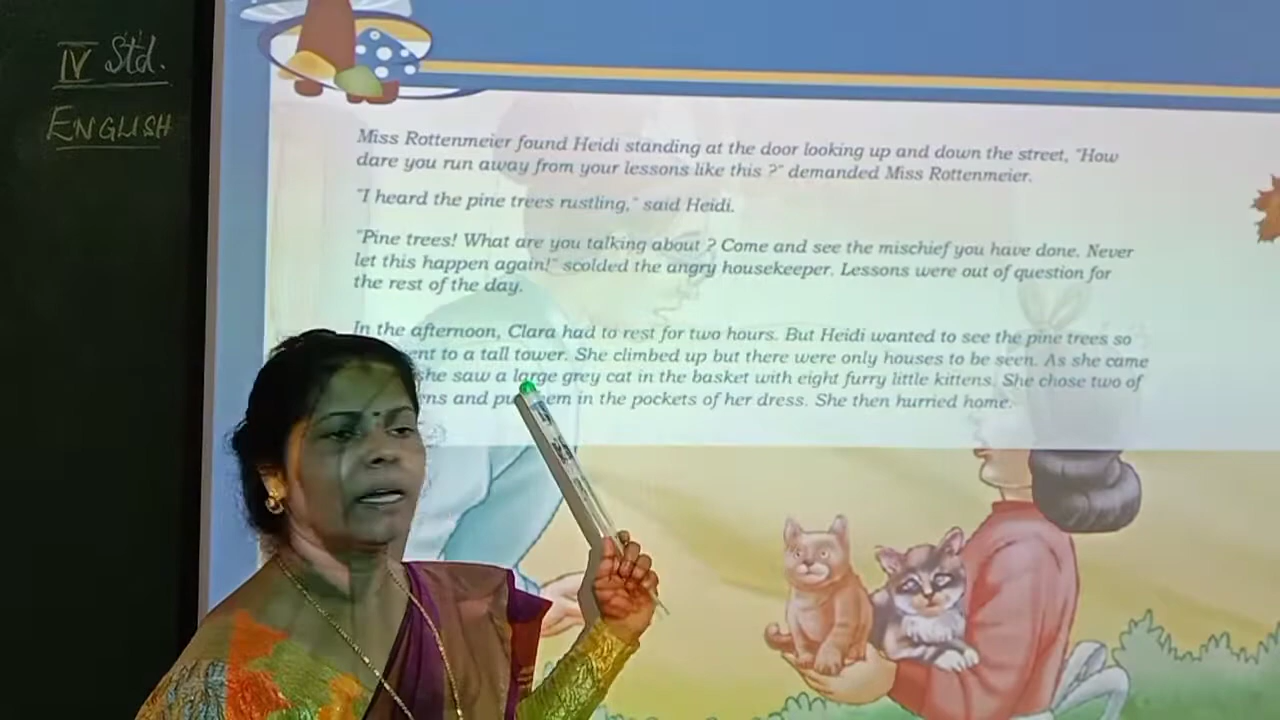 IV Std.
ENGLISH
Miss Rottenmeier found Heidi standing at the door looking up and down the street, "How
dare you run away from your lessons like this ?" demanded Miss Rottenmeier.
"I heard the pine trees rustling," said Heidi.
"Pine trees! What are you talking about ? Come and see the mischief you have done. Never
let this happen again!" scolded the angry housekeeper. Lessons were out of question for
the rest of the day.
In the afternoon, Clara had to rest for two hours. But Heidi wanted to see the pine trees so
to a tall tower. She climbed up but there were only houses to be seen. As she came
she saw a large grey cat in the basket with eight furry little kittens. She chose two of
and in the pockets of her dress. She then hurried home.